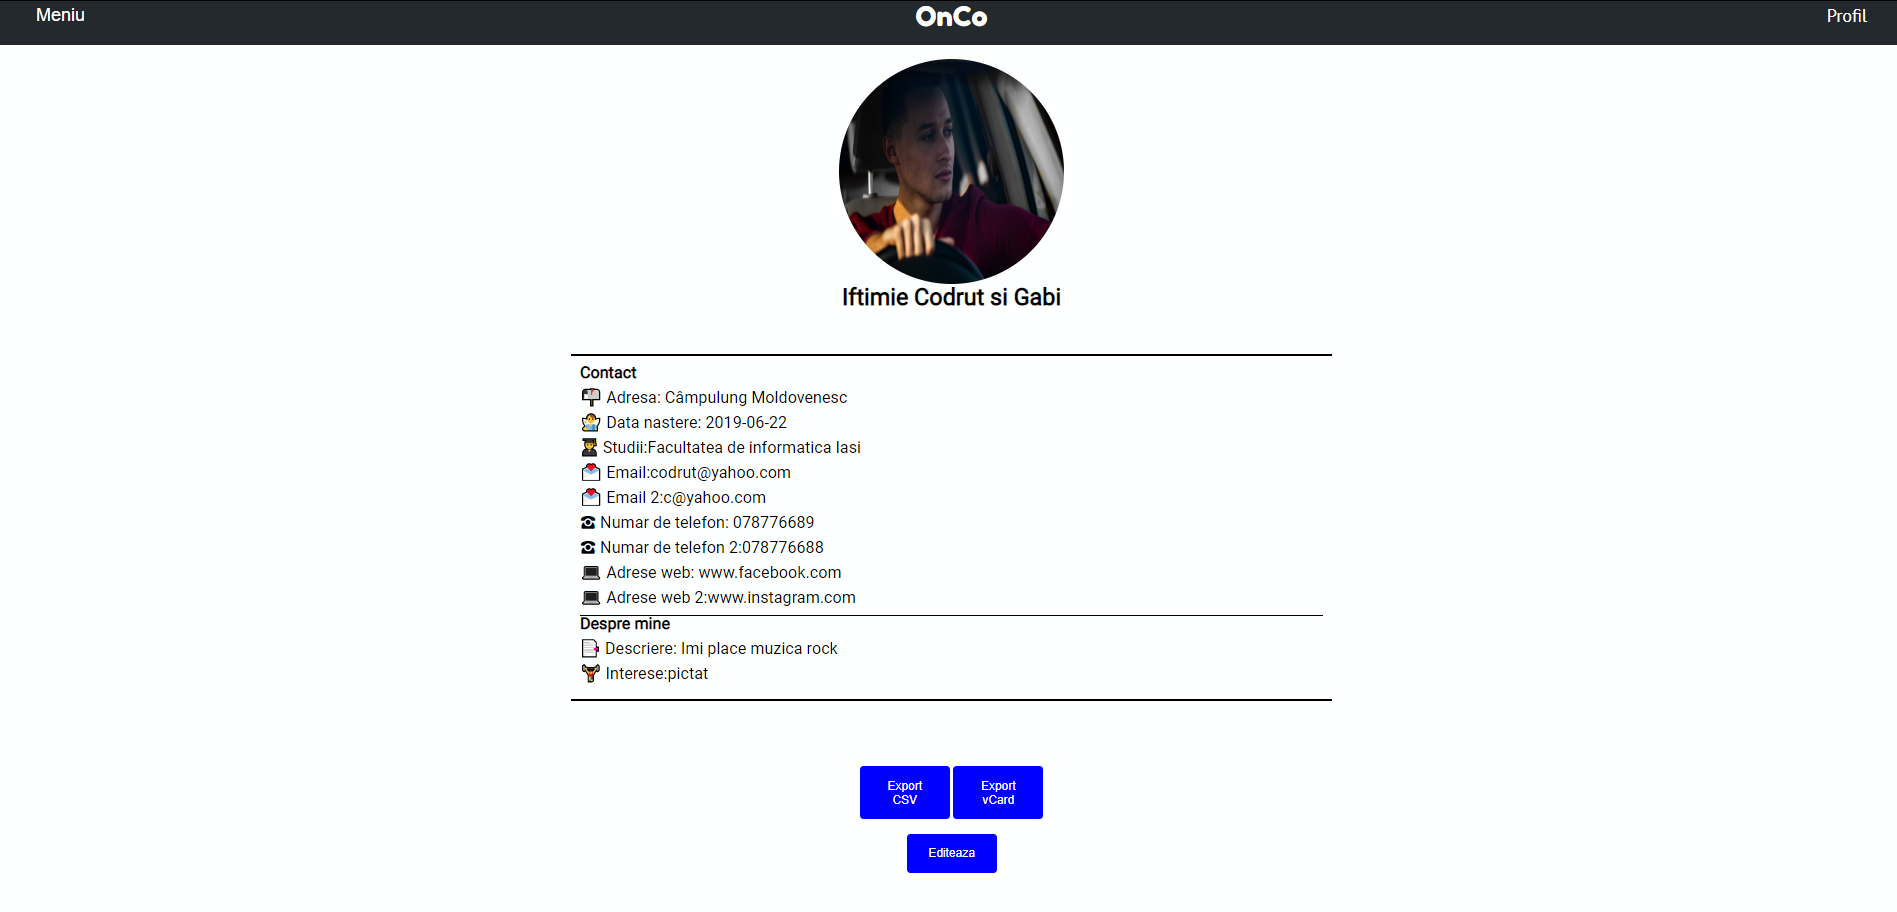 Meniu
OnCo
Profil
Iftimie Codrut si Gabi
Contact
Adresa: Câmpulung Moldovenesc
Data nastere: 2019-06-22
Studii:Facultatea de informatica Iasi
Email:codrut@yahoo.com
Email 2:c@yahoo.com
Numar de telefon: 078776689
Numar de telefon 2:078776688
Adrese web: www.facebook.com
Adrese web 2:www.instagram.com
Despre mine
Descriere: Imi place muzica rock
Interese:pictat
Export
CSV
Export
vCard
Editeaza